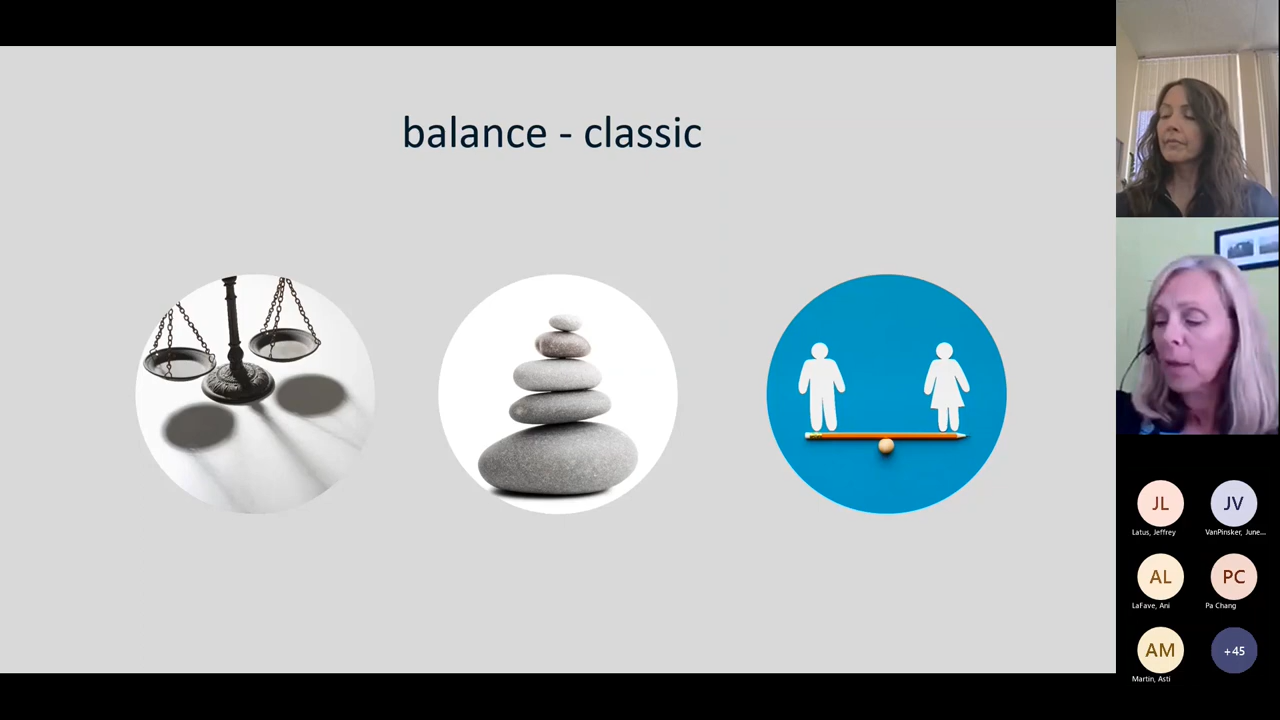 balance - classic
JL
JV
Latus, Jeffrey
VanPinsker, June...
AL
PC
LaFave, Ani
Pa Chang
AM
+45
Martin, Asti